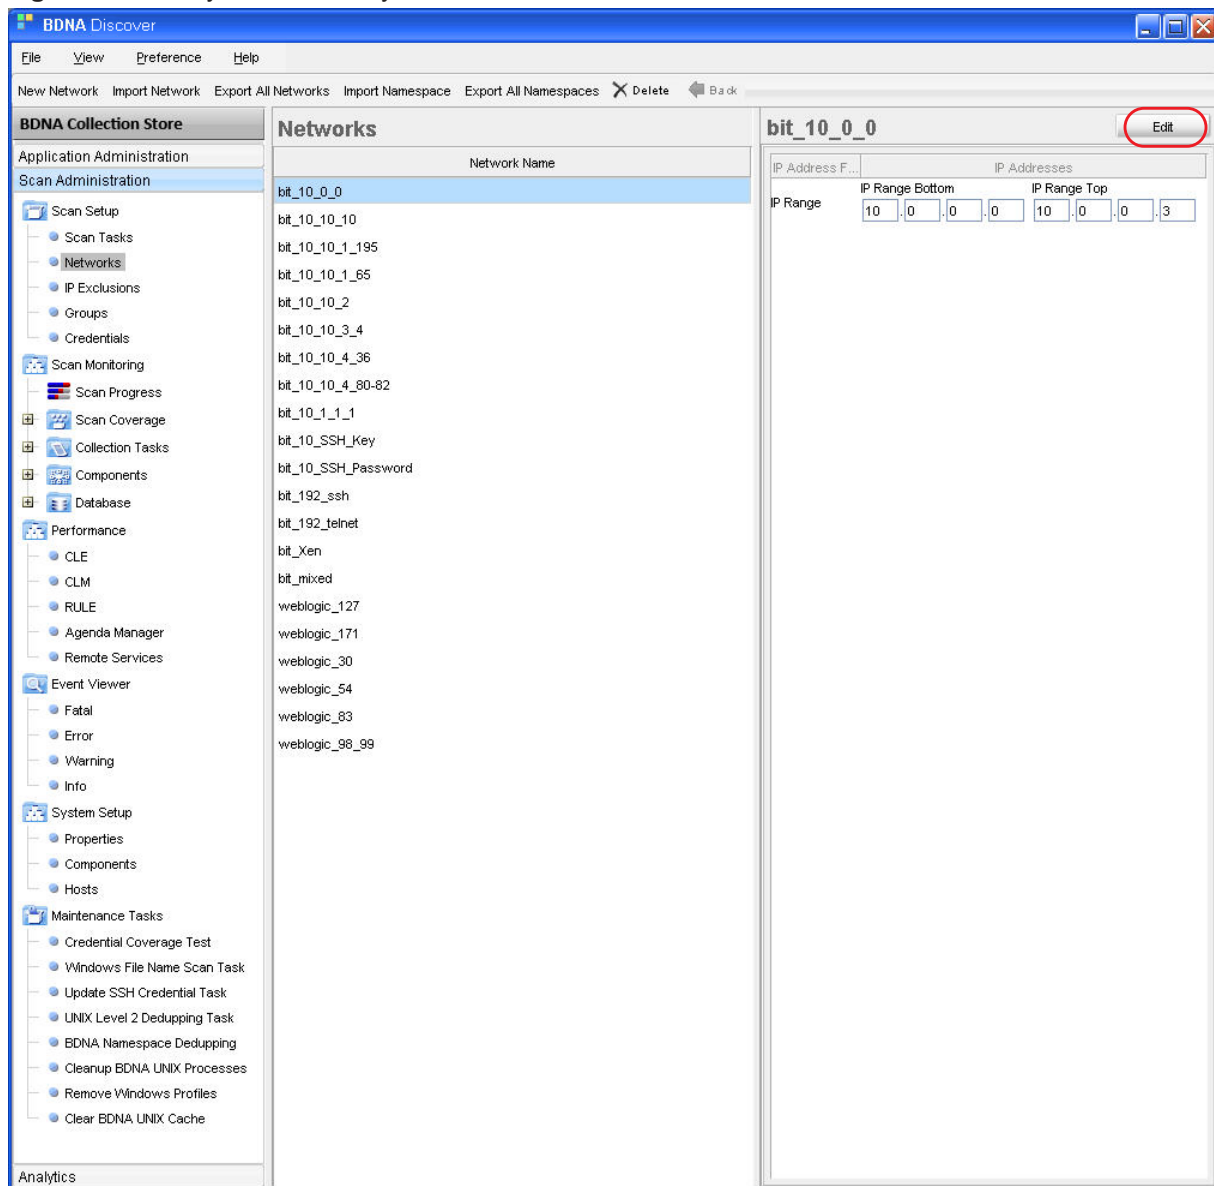 BDNA Discover
File View Preference Help
New Network Import Network Export All Networks Import Namespace Export All Namespaces Delete Back
BDNA Collection Store
Application Administration
Scan Administration
Scan Setup
Scan Tasks
Networks
IP Exclusions
Groups
Credentials
Scan Monitoring
Scan Progress
Scan Coverage
Collection Tasks
Components
Database
Performance
CLE
CLM
RULE
Agenda Manager
Remote Services
Event Viewer
Fatal
Error
Warning
Info
System Setup
Properties
Components
Hosts
Maintenance Tasks
Credential Coverage Test
Windows File Name Scan Task
Update SSH Credential Task
UNIX Level 2 Dedupping Task
BDNA Namespace Dedupping
Cleanup BDNA UNIX Processes
Remove Windows Profiles
Clear BDNA UNIX Cache
Analytics
Networks
Network Name
bit_10_0_0
bit_10_10_10
bit_10_10_1_195
bit_10_10_1_65
bit_10_10_2
bit_10_10_3_4
bit_10_10_4_36
bit_10_10_4_80-82
bit_10_1_1_1
bit_10_SSH_Key
bit_10_SSH_Password
bit_192_ssh
bit_192_telnet
bit_Xen
bit_mixed
weblogic_127
weblogic_171
weblogic_30
weblogic_54
weblogic_83
weblogic_98_99
bit_10_0_0 Edit
IP Address F... IP Addresses
IP Range Bottom IP Range Top
IP Range 10 .0 .0 .0 10 .0 .0 .3